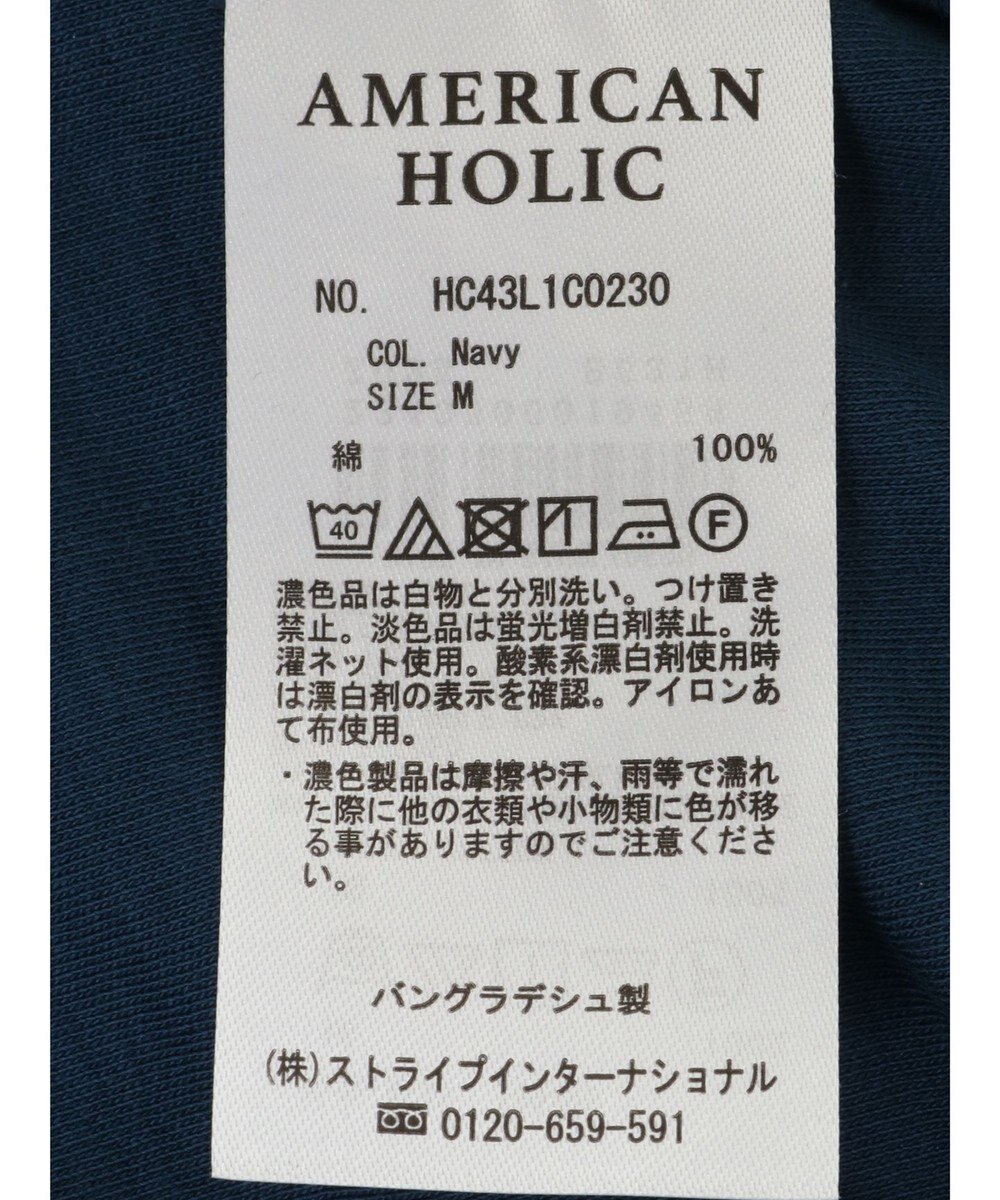 AMERICAN
HOLIC
NO. HC43L1C0230
COL. Navy
SIZE M
綿 100%
40 F
濃色品は白物と分別洗い。つけ置き
禁止。淡色品は蛍光増白剤禁止。洗
濯ネット使用。酸素系漂白剤使用時
は漂白剤の表示を確認。アイロンあ
て布使用。
・濃色製品は摩擦や汗、雨等で濡れ
た際に他の衣類や小物類に色が移
る事がありますのでご注意くださ
い。
バングラデシュ製
(株)ストライプインターナショナル
0120-659-591